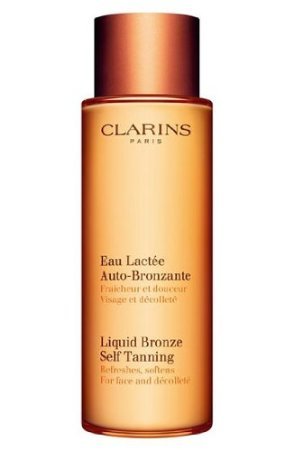 CLARINS
PARIS
Eau Lactée
Auto-Bronzante
Fraîcheur et douceur
Visage et décolleté
Liquid Bronze
Self Tanning
Refreshes, softens
For face and décolleté